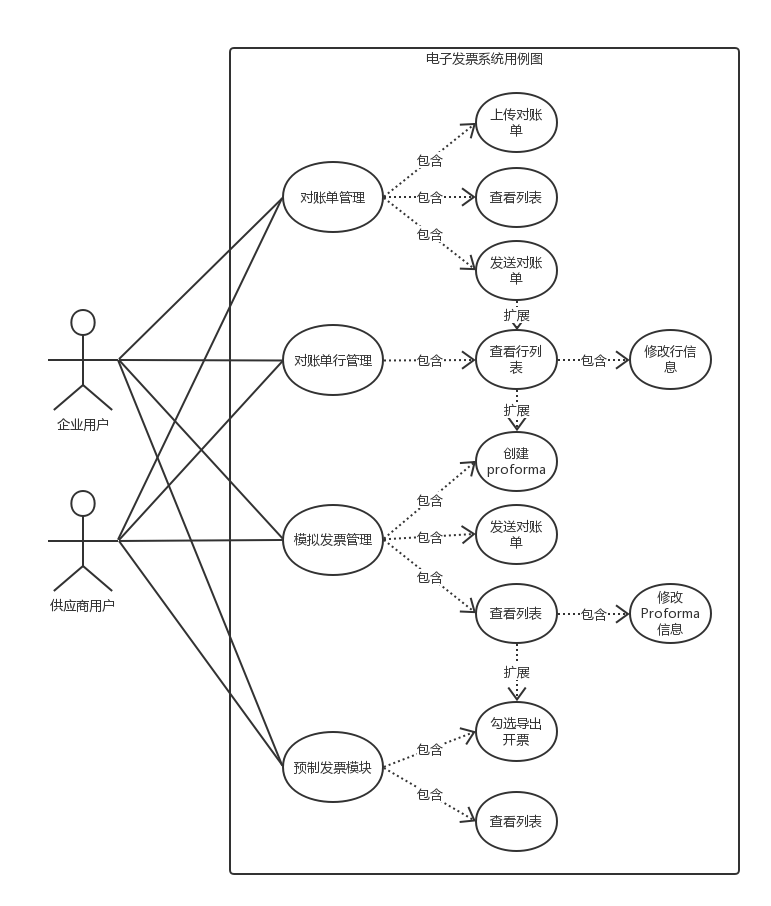 电子发票系统用例图
上传对账
单
包含
对账单管理
包含
查看列表
包含
发送对账
单
扩展
企业用户
对账单行管理
包含
查看行列
表
包含
修改行信
息
扩展
创建
proforma
包含
供应商用户
模拟发票管理
包含
发送对账
单
包含
查看列表
包含
修改
Proforma
信息
扩展
勾选导出
开票
包含
预制发票模块
包含
查看列表